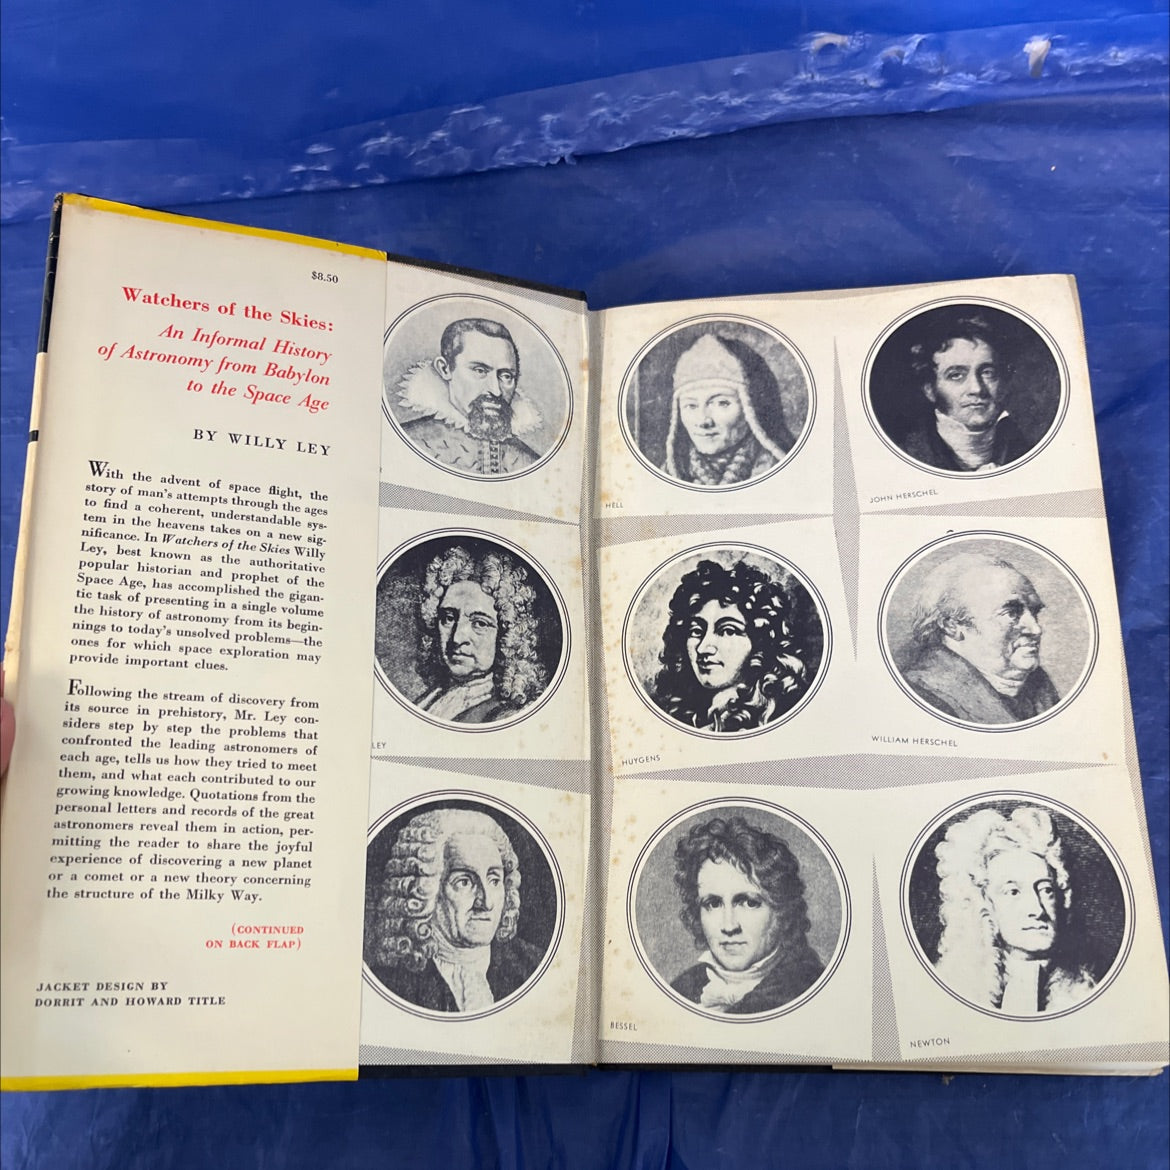 $8.50
Watchers of the Skies:
An Informal History
of Astronomy from Babylon
to the Space Age
BY WILLY LEY
With the advent of space flight, the
story of man's attempts through the ages
to find a coherent, understandable sys-
tem in the heavens takes on a new sig-
nificance. In Watchers of the Skies Willy
Ley, best known as the authoritative
popular historian and prophet of the
Space Age, has accomplished the gigan-
tic task of presenting in a single volume
the history of astronomy from its begin-
nings to today's unsolved problems—the
ones for which space exploration may
provide important clues.
Following the stream of discovery from
its source in prehistory, Mr. Ley con-
siders step by step the problems that
confronted the leading astronomers of
each age, tells us how they tried to meet
them, and what each contributed to our
growing knowledge. Quotations from the
personal letters and records of the great
astronomers reveal them in action, per-
mitting the reader to share the joyful
experience of discovering a new planet
or a comet or a new theory concerning
the structure of the Milky Way.
(CONTINUED
ON BACK FLAP)
JACKET DESIGN BY
DORRIT AND HOWARD TITLE
LEY
HELL
JOHN HERSCHEL
HUYGENS
WILLIAM HERSCHEL
BESSEL
NEWTON